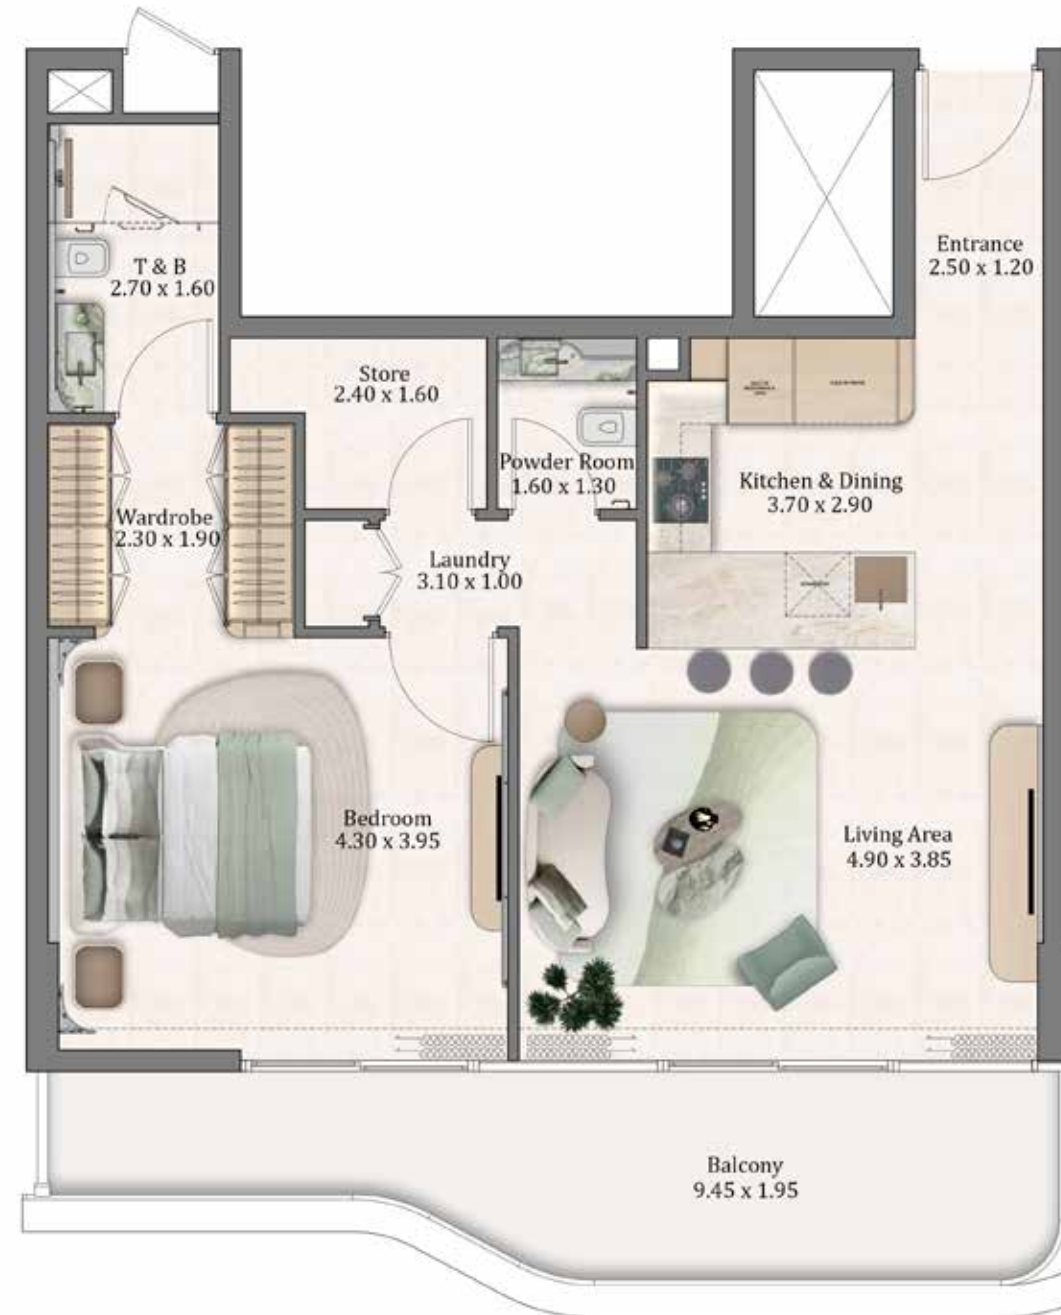 Entrance
2.50 x 1.20
T & B
2.70 x 1.60
Store
2.40 x 1.60
Powder Room
1.60 x 1.30
Kitchen & Dining
3.70 x 2.90
Wardrobe
2.30 x 1.90
Laundry
3.10 x 1.00
Bedroom
4.30 x 3.95
Living Area
4.90 x 3.85
Balcony
9.45 x 1.95